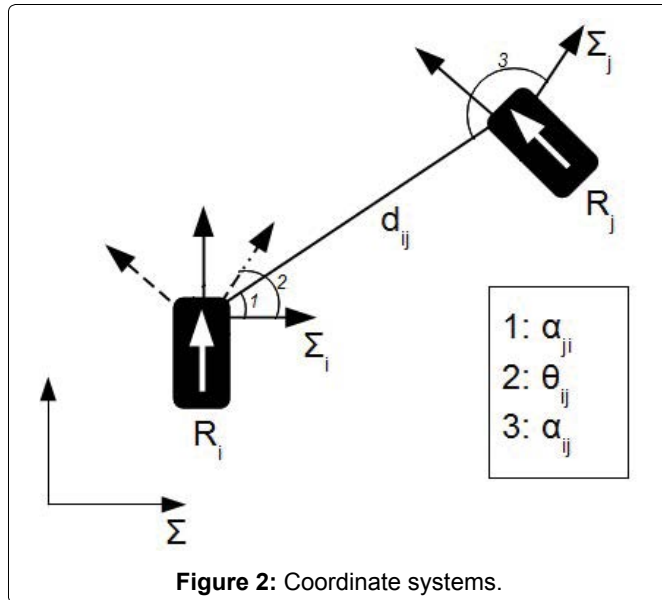 3
Σj
Rj
dij
2
1
Σi
Ri
Σ
1: αji
2: θij
3: αij
Figure 2: Coordinate systems.